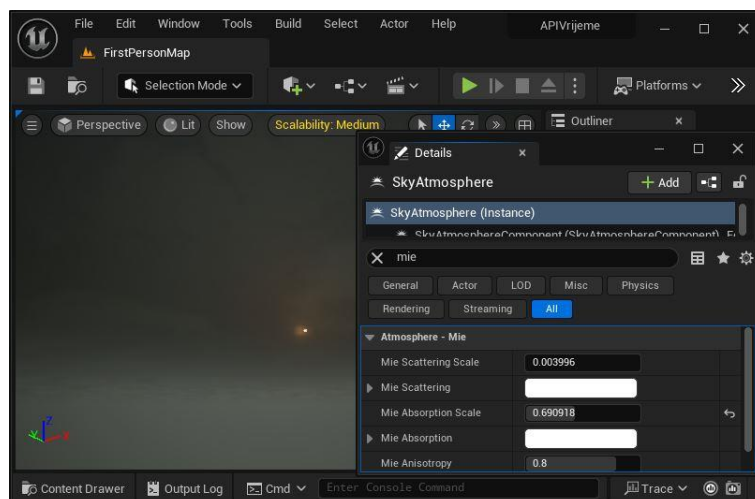 File Edit Window Tools Build Select Actor Help APIVrijeme
FirstPersonMap
Selection Mode Platforms
Perspective Lit Show Scalability: Medium Outliner
Details
SkyAtmosphere Add
SkyAtmosphere (Instance)
SkyAtmosphereComponent (SkyAtmosphereComponent)
mie
General Actor LOD Misc Physics
Rendering Streaming All
Atmosphere - Mie
Mie Scattering Scale 0.003996
Mie Scattering
Mie Absorption Scale 0.690918
Mie Absorption
Mie Anisotropy 0.8
Z
Y X
Content Drawer Output Log Cmd Enter Console Command Trace